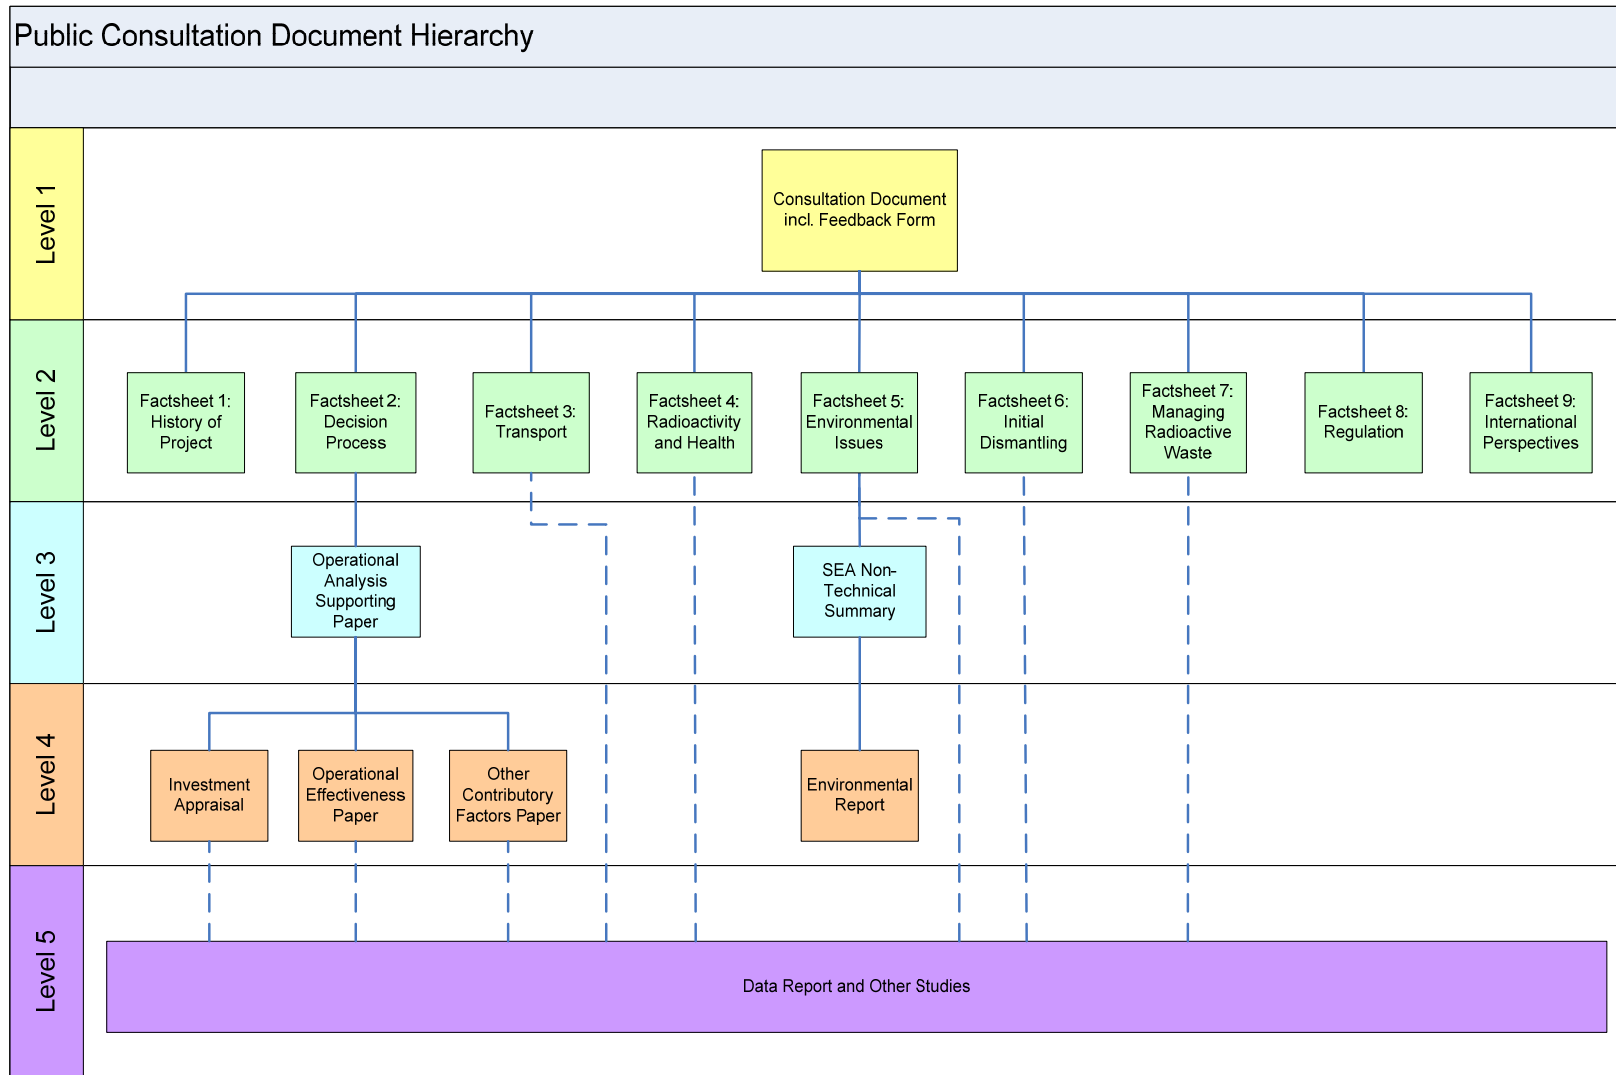 Public Consultation Document Hierarchy
Level 1
Consultation Document
incl. Feedback Form
Level 2
Factsheet 1:
History of
Project
Factsheet 2:
Decision
Process
Factsheet 3:
Transport
Factsheet 4:
Radioactivity
and Health
Factsheet 5:
Environmental
Issues
Factsheet 6:
Initial
Dismantling
Factsheet 7:
Managing
Radioactive
Waste
Factsheet 8:
Regulation
Factsheet 9:
International
Perspectives
Level 3
Operational
Analysis
Supporting
Paper
SEA Non-
Technical
Summary
Level 4
Investment
Appraisal
Operational
Effectiveness
Paper
Other
Contributory
Factors Paper
Environmental
Report
Level 5
Data Report and Other Studies